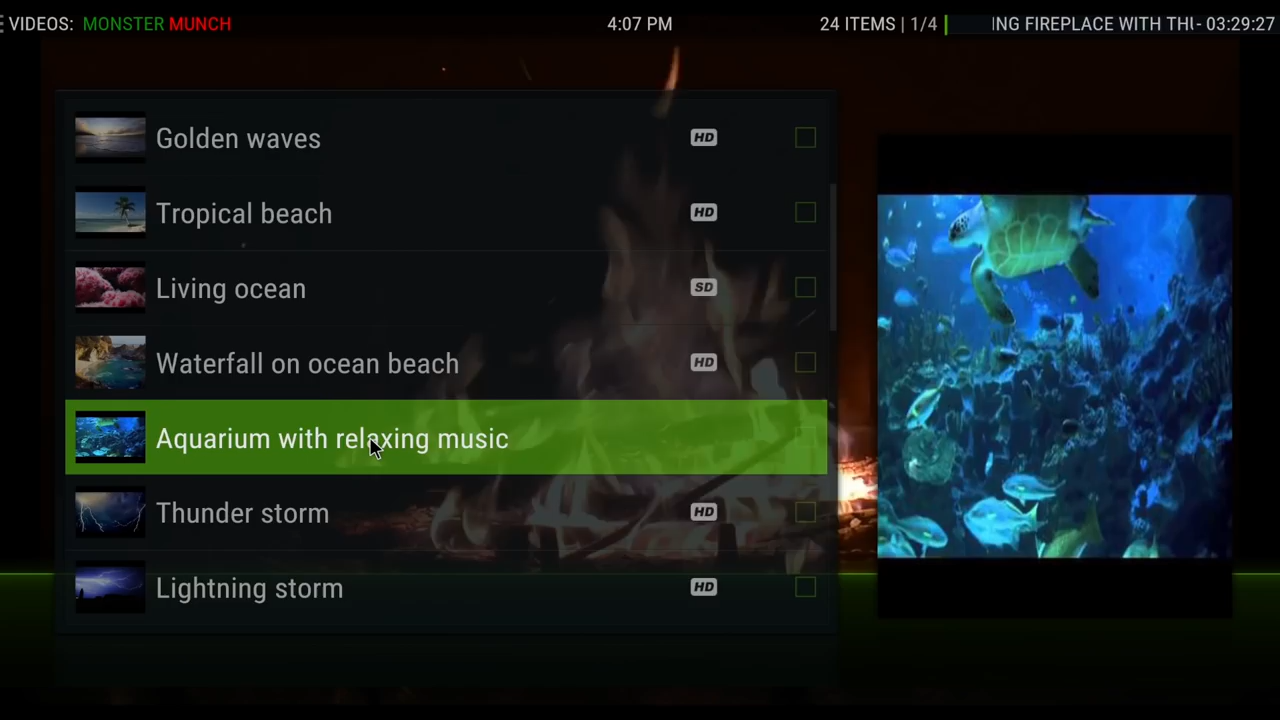 VIDEOS: MONSTER MUNCH
4:07 PM
24 ITEMS | 1/4
ING FIREPLACE WITH THU - 03:29:27
Golden waves HD
Tropical beach HD
Living ocean SD
Waterfall on ocean beach HD
Aquarium with relaxing music
Thunder storm HD
Lightning storm HD